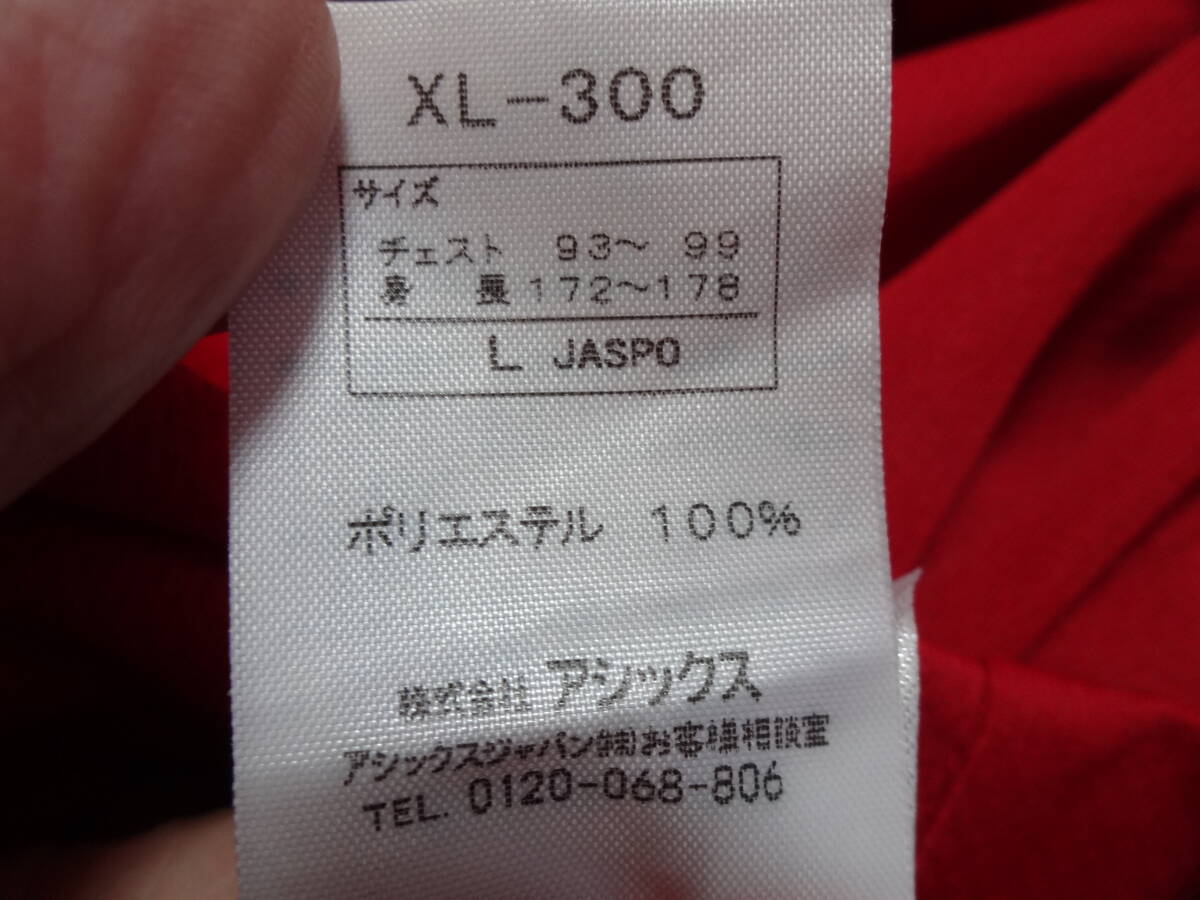 XL-300
サイズ
チェスト 93～ 99
身 長 172～178
L JASPO
ポリエステル 100%
株式会社 アシックス
アシックスジャパン㈱お客様相談室
TEL. 0120-068-806